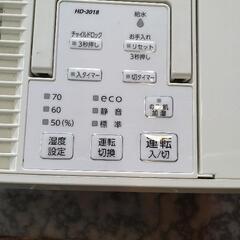 HD-3018
給水
チャイルドロック
※3秒押し
お手入れ
※リセット
3秒押し
※入タイマー
※切タイマー
70
60
50(%)
eco
静音
標準
加湿
湿度
設定
運転
切換
運転
入/切